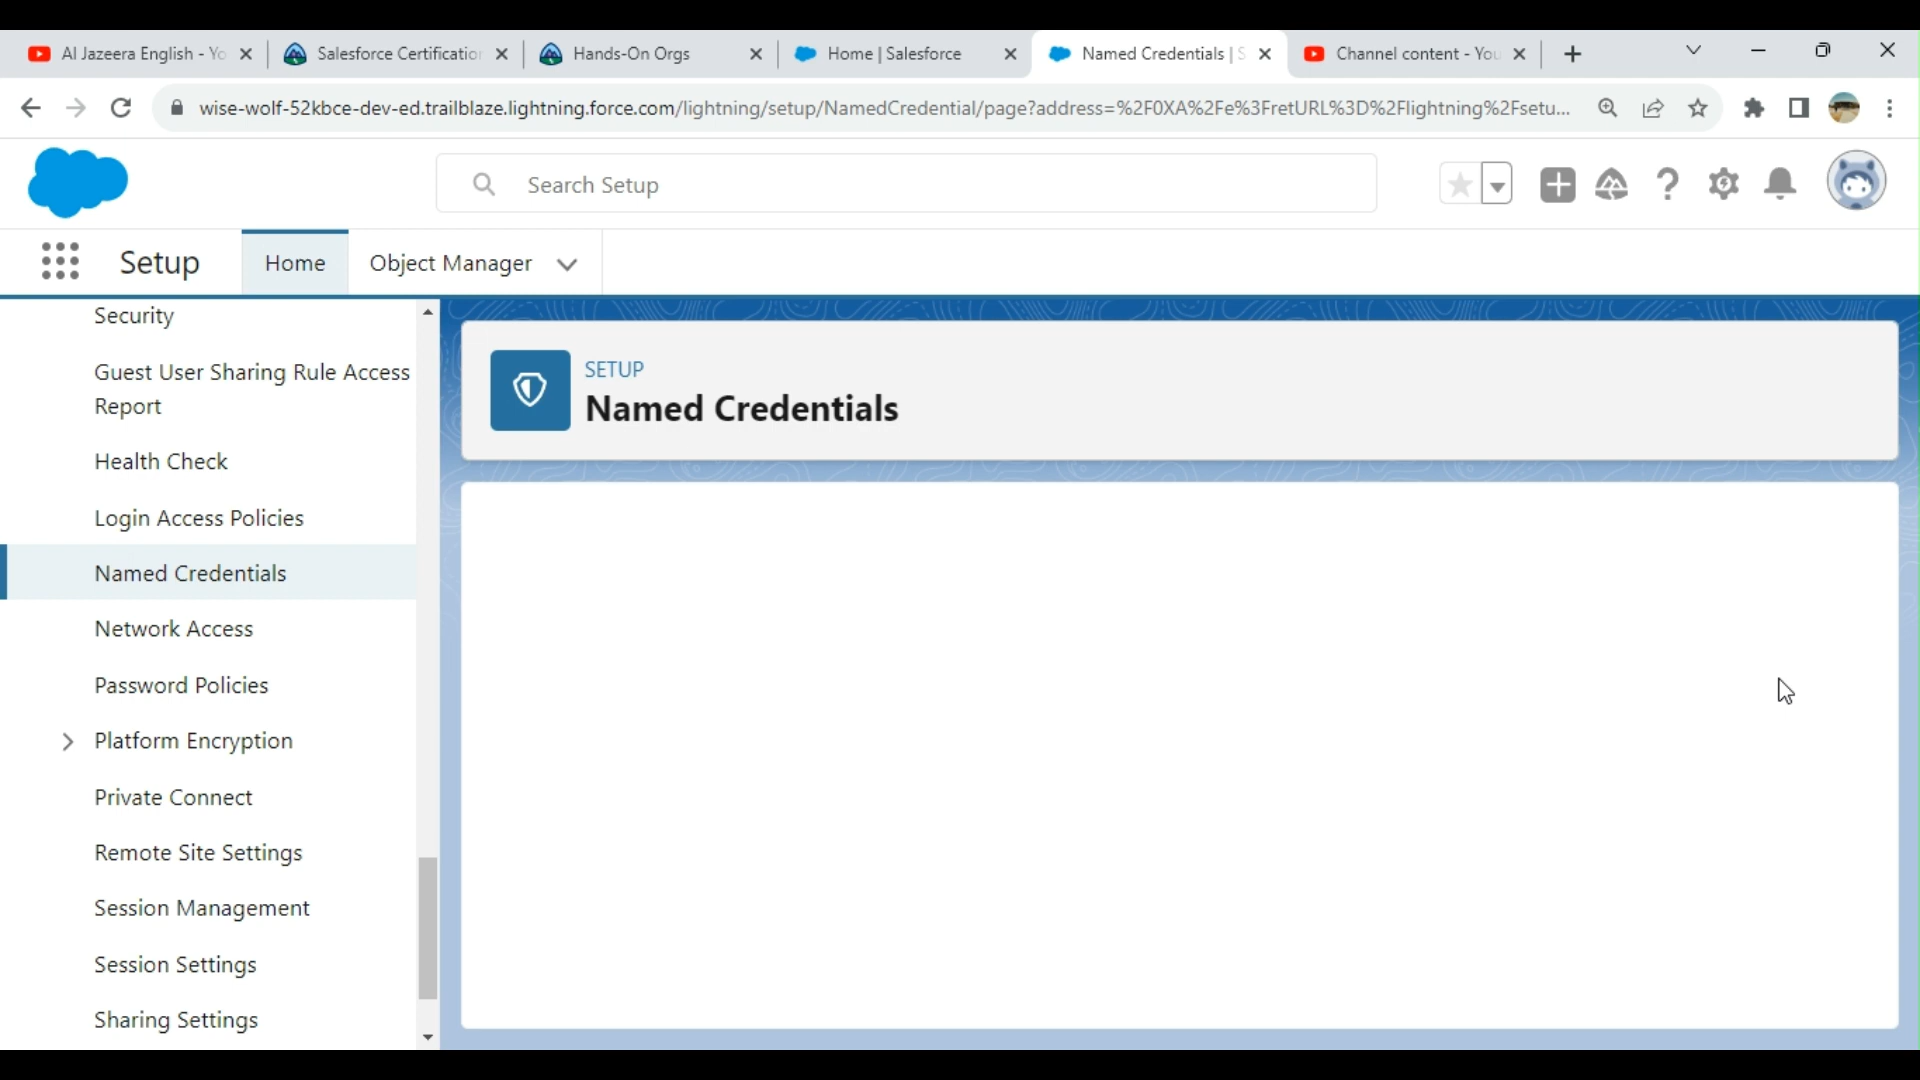 Al Jazeera English - Yo
Salesforce Certification
Hands-On Orgs
Home | Salesforce
Named Credentials | S
Channel content - You
wise-wolf-52kbce-dev-ed.trailblaze.lightning.force.com/lightning/setup/NamedCredential/page?address=%2F0XA%2Fe%3FretURL%3D%2Flightning%2Fsetu...
Search Setup
Setup
Home
Object Manager
Security
Guest User Sharing Rule Access
Report
Health Check
Login Access Policies
Named Credentials
Network Access
Password Policies
Platform Encryption
Private Connect
Remote Site Settings
Session Management
Session Settings
Sharing Settings
SETUP
Named Credentials